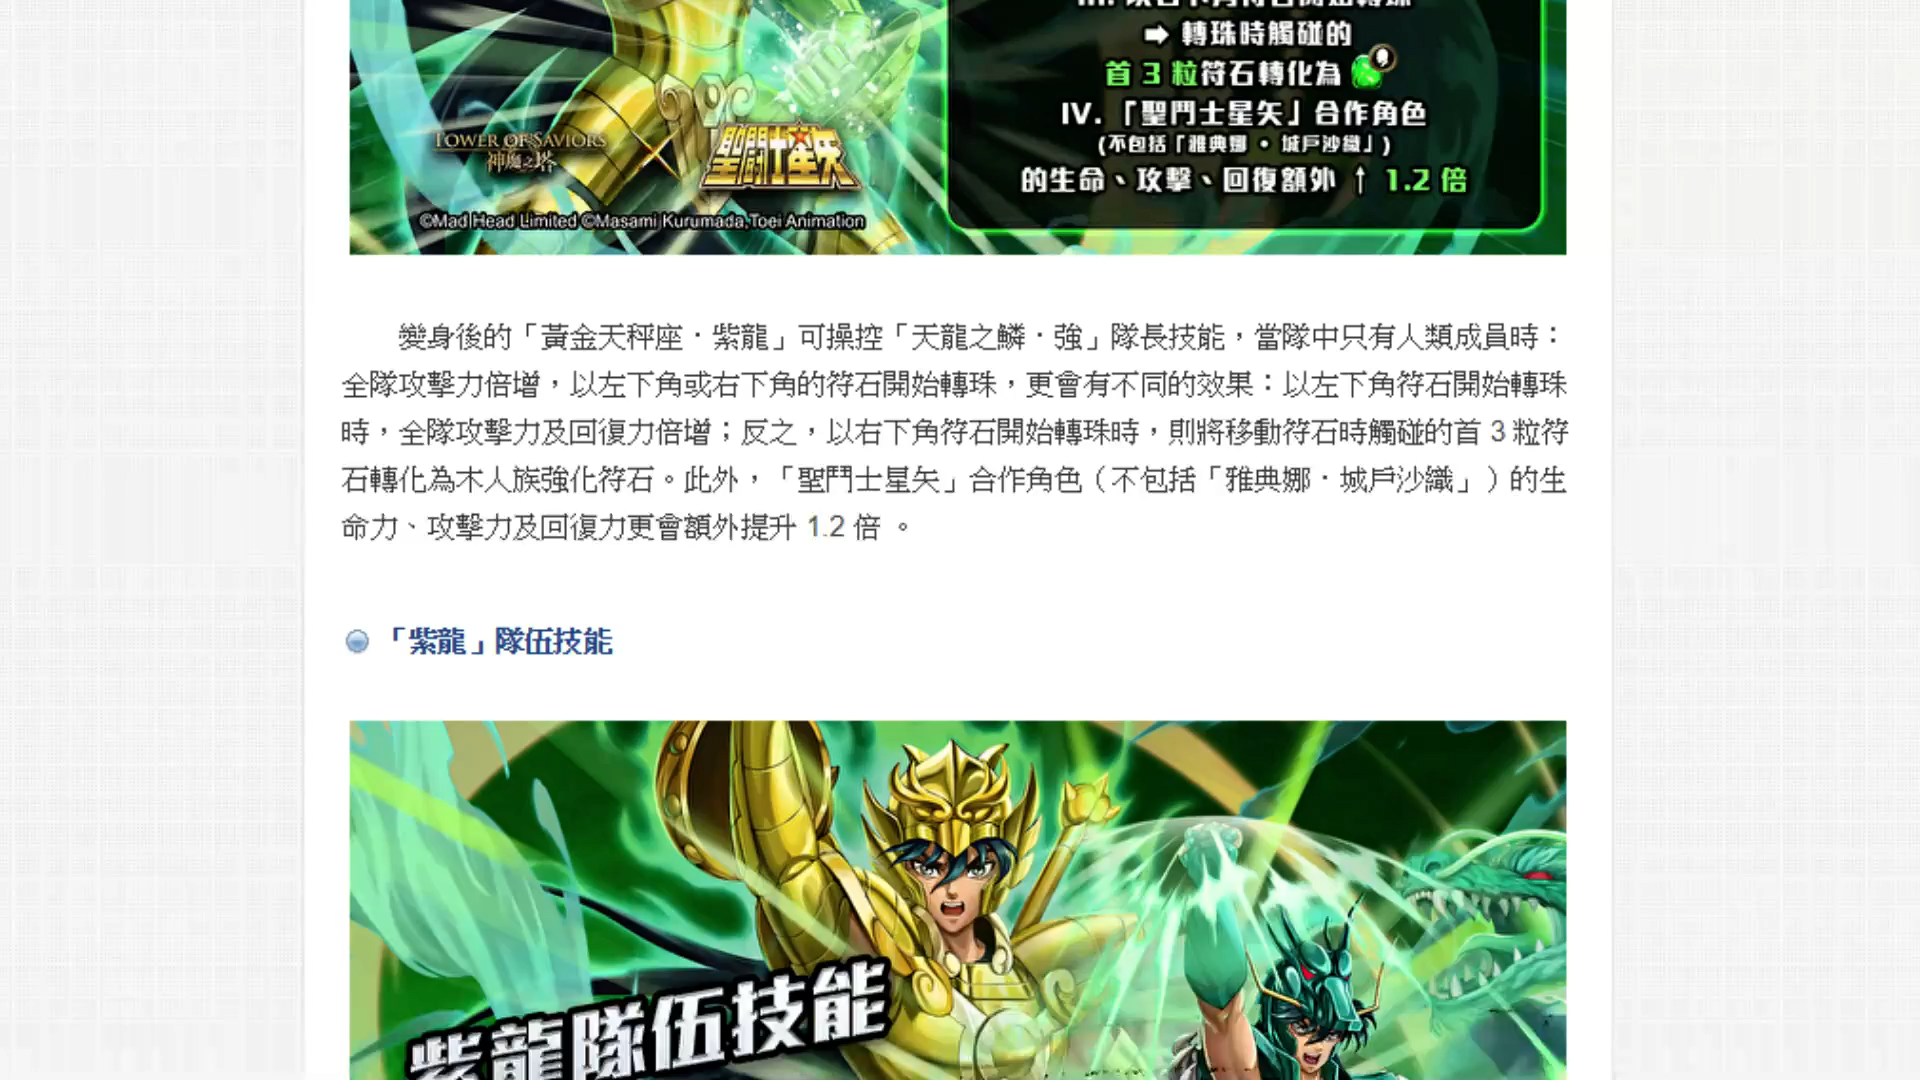 ➡ 轉珠時觸碰的
首 3 粒符石轉化為
IV.「聖鬥士星矢」合作角色
(不包括「雅典娜 • 城戶沙織」)
的生命、攻擊、回復額外 ↑ 1.2 倍
TOWER OF SAVIORS
神魔之塔
×
聖闘士星矢
©Mad Head Limited ©Masami Kurumada, Toei Animation
變身後的「黃金天秤座 · 紫龍」可操控「天龍之鱗 · 強」隊長技能，當隊中只有人類成員時：
全隊攻擊力倍增，以左下角或右下角的符石開始轉珠，更會有不同的效果：以左下角符石開始轉珠
時，全隊攻擊力及回復力倍增；反之，以右下角符石開始轉珠時，則將移動符石時觸碰的首 3 粒符
石轉化為木人族強化符石。此外，「聖鬥士星矢」合作角色（不包括「雅典娜 · 城戶沙織」）的生
命力、攻擊力及回復力更會額外提升 1.2 倍 。
「紫龍」隊伍技能
紫龍隊伍技能